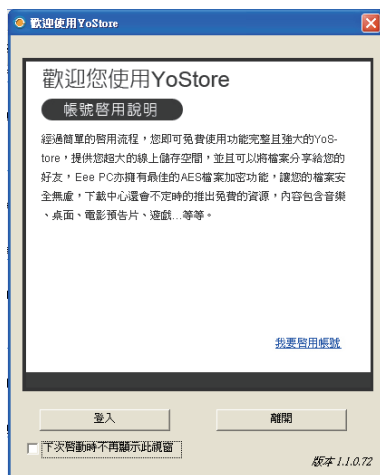 歡迎使用YoStore
歡迎您使用YoStore
帳號啓用說明
經過簡單的啓用流程，您即可免費使用功能完整且強大的YoS-
tore，提供您超大的線上儲存空間，並且可以將檔案分享給您的
好友，Eee PC亦擁有最佳的AES檔案加密功能，讓您的檔案安
全無慮，下載中心還會不定時的推出免費的資源，內容包含音樂
、桌面、電影預告片、遊戲...等等。
我要啓用帳號
登入
離開
下次啓動時不再顯示此視窗
版本 1.1.0.72